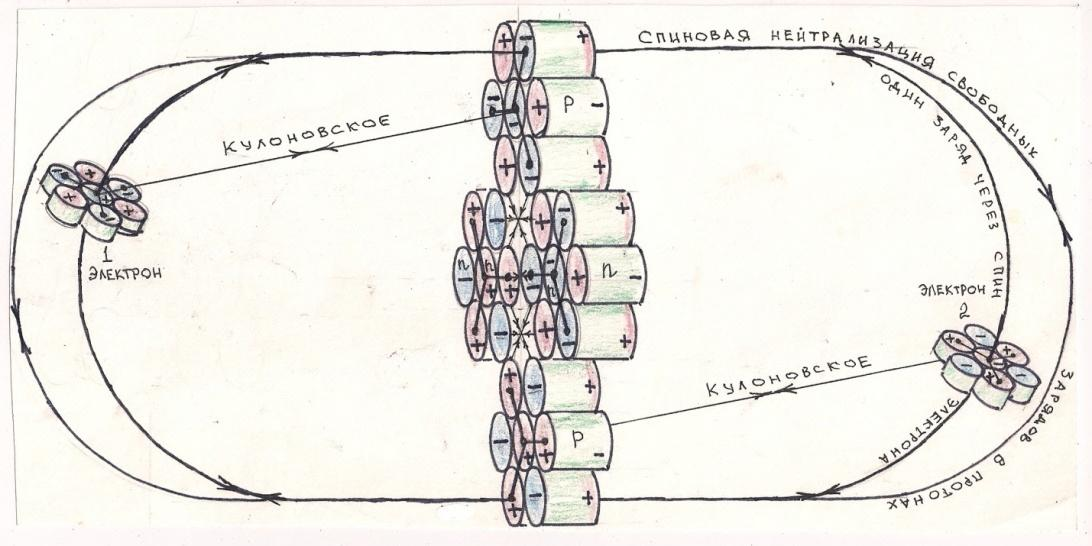 СПИНОВАЯ НЕЙТРАЛИЗАЦИЯ СВОБОДНЫХ ЗАРЯДОВ В ПРОТОНАХ
ОДИН ЗАРЯД ЧЕРЕЗ СПИН ЭЛЕКТРОНА
КУЛОНОВСКОЕ
P −
1
ЭЛЕКТРОН
n n n n −
ЭЛЕКТРОН
2
КУЛОНОВСКОЕ
P −